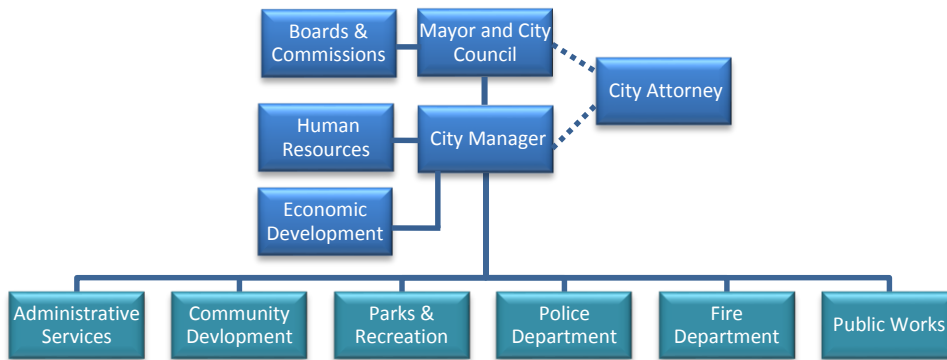 Boards &
Commissions
Mayor and City
Council
City Attorney
Human
Resources
City Manager
Economic
Development
Administrative
Services
Community
Devlopment
Parks &
Recreation
Police
Department
Fire
Department
Public Works